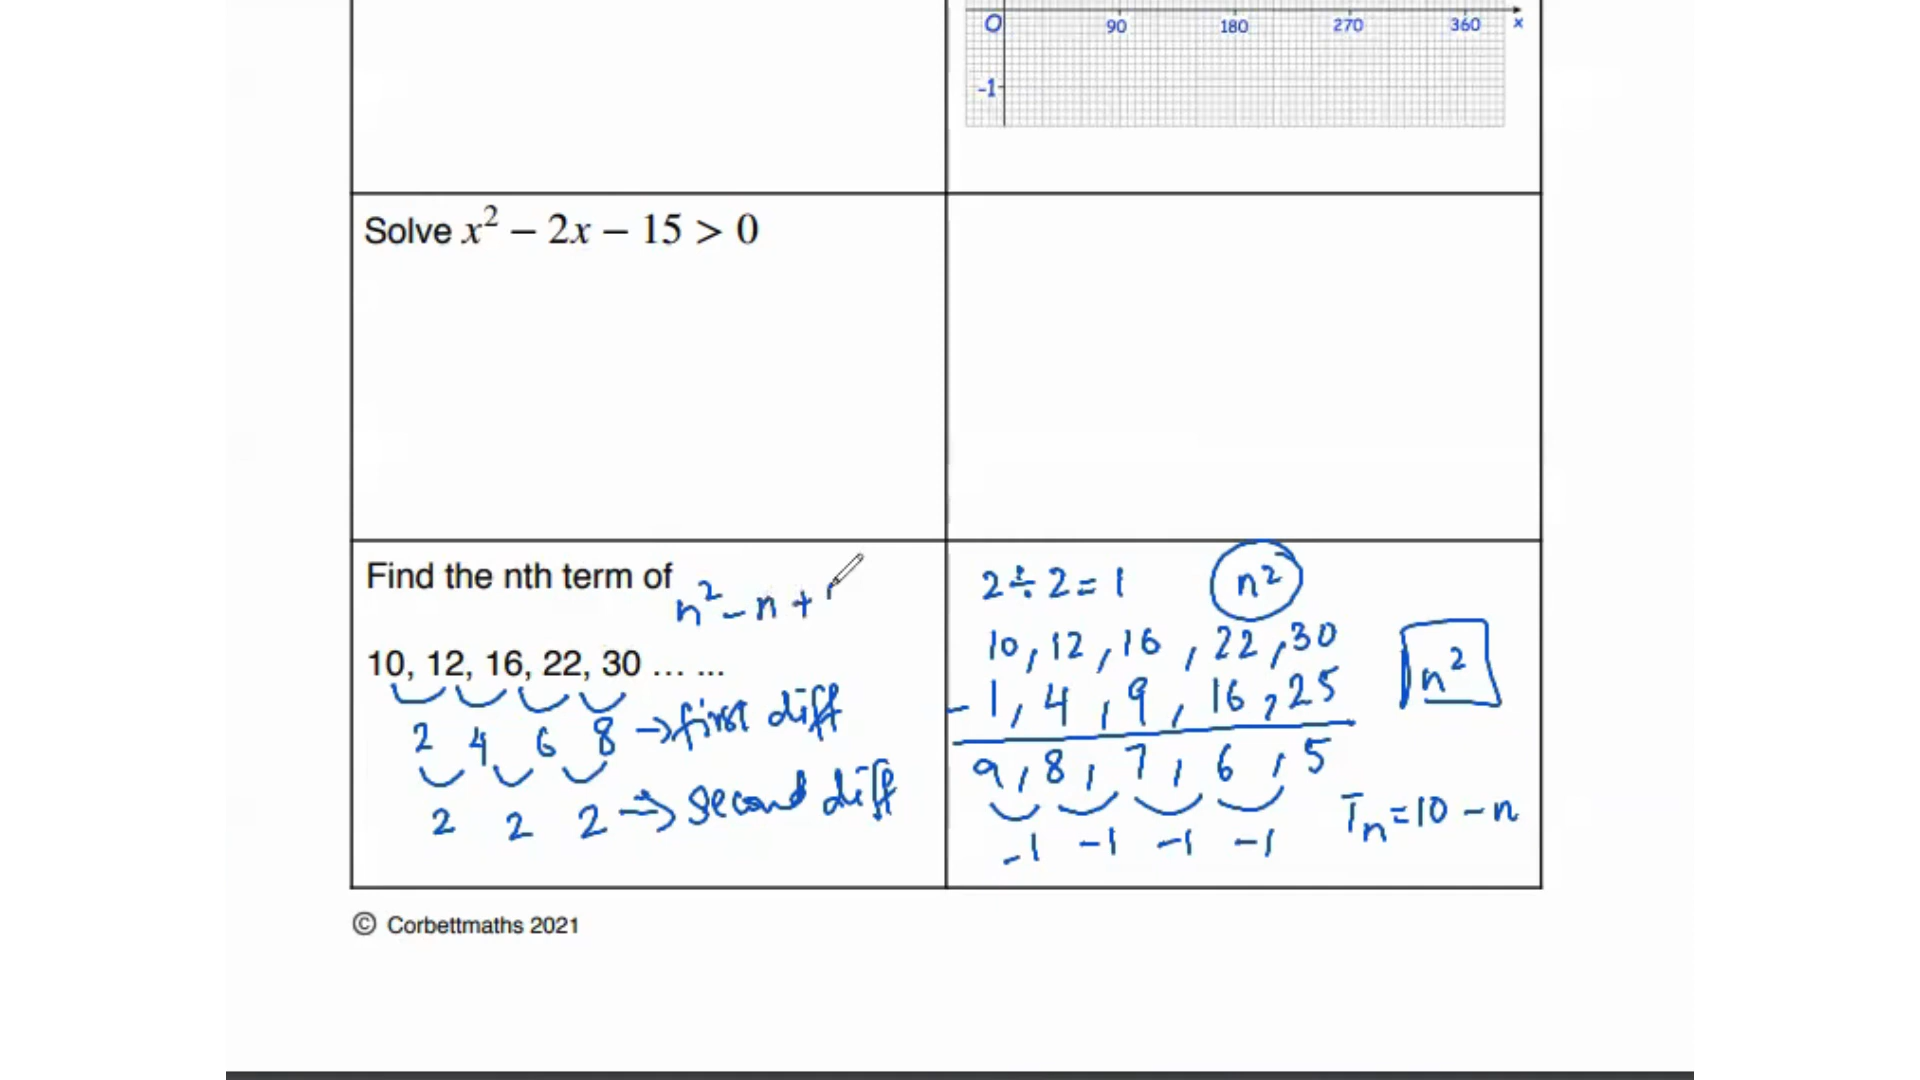 O 90 180 270 360 x
-1
Solve x² − 2x − 15 > 0
Find the nth term of
n² - n + 1
10, 12, 16, 22, 30 … …
2 4 6 8 → first diff
2 2 2 → second diff
2 ÷ 2 = 1 n²
10, 12, 16, 22, 30
- 1, 4, 9, 16, 25
n²
9, 8, 7, 6, 5
Tn = 10 - n
-1 -1 -1 -1
© Corbettmaths 2021